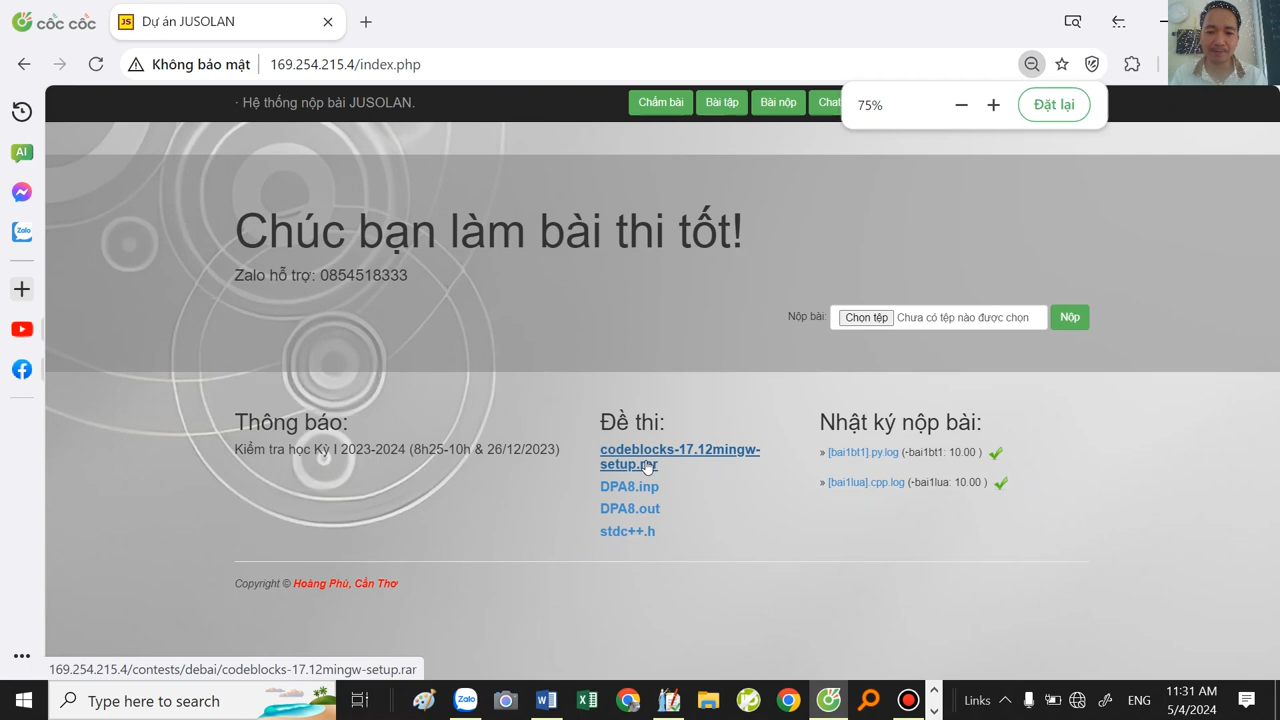 cốc cốc
JS
Dự án JUSOLAN
Không bảo mật
169.254.215.4/index.php
· Hệ thống nộp bài JUSOLAN.
Chấm bài
Bài tập
Bài nộp
Chat
75%
Đặt lại
AI
Zalo
Chúc bạn làm bài thi tốt!
Zalo hỗ trợ: 0854518333
Nộp bài:
Chọn tệp
Chưa có tệp nào được chọn
Nộp
Thông báo:
Kiểm tra học Kỳ I 2023-2024 (8h25-10h & 26/12/2023)
Đề thi:
codeblocks-17.12mingw-
setup.rar
DPA8.inp
DPA8.out
stdc++.h
Nhật ký nộp bài:
» [bai1bt1].py.log (-bai1bt1: 10.00 )
» [bai1lua].cpp.log (-bai1lua: 10.00 )
Copyright © Hoàng Phú, Cần Thơ
169.254.215.4/contests/debai/codeblocks-17.12mingw-setup.rar
Type here to search
Zalo
Links
ENG
11:31 AM
5/4/2024